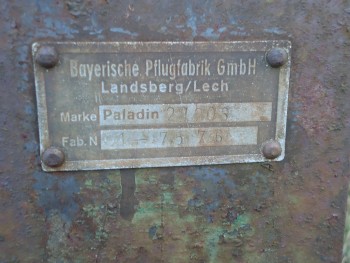 Bayerische Pflugfabrik GmbH
Landsberg/Lech
Marke Paladin
Fab.N